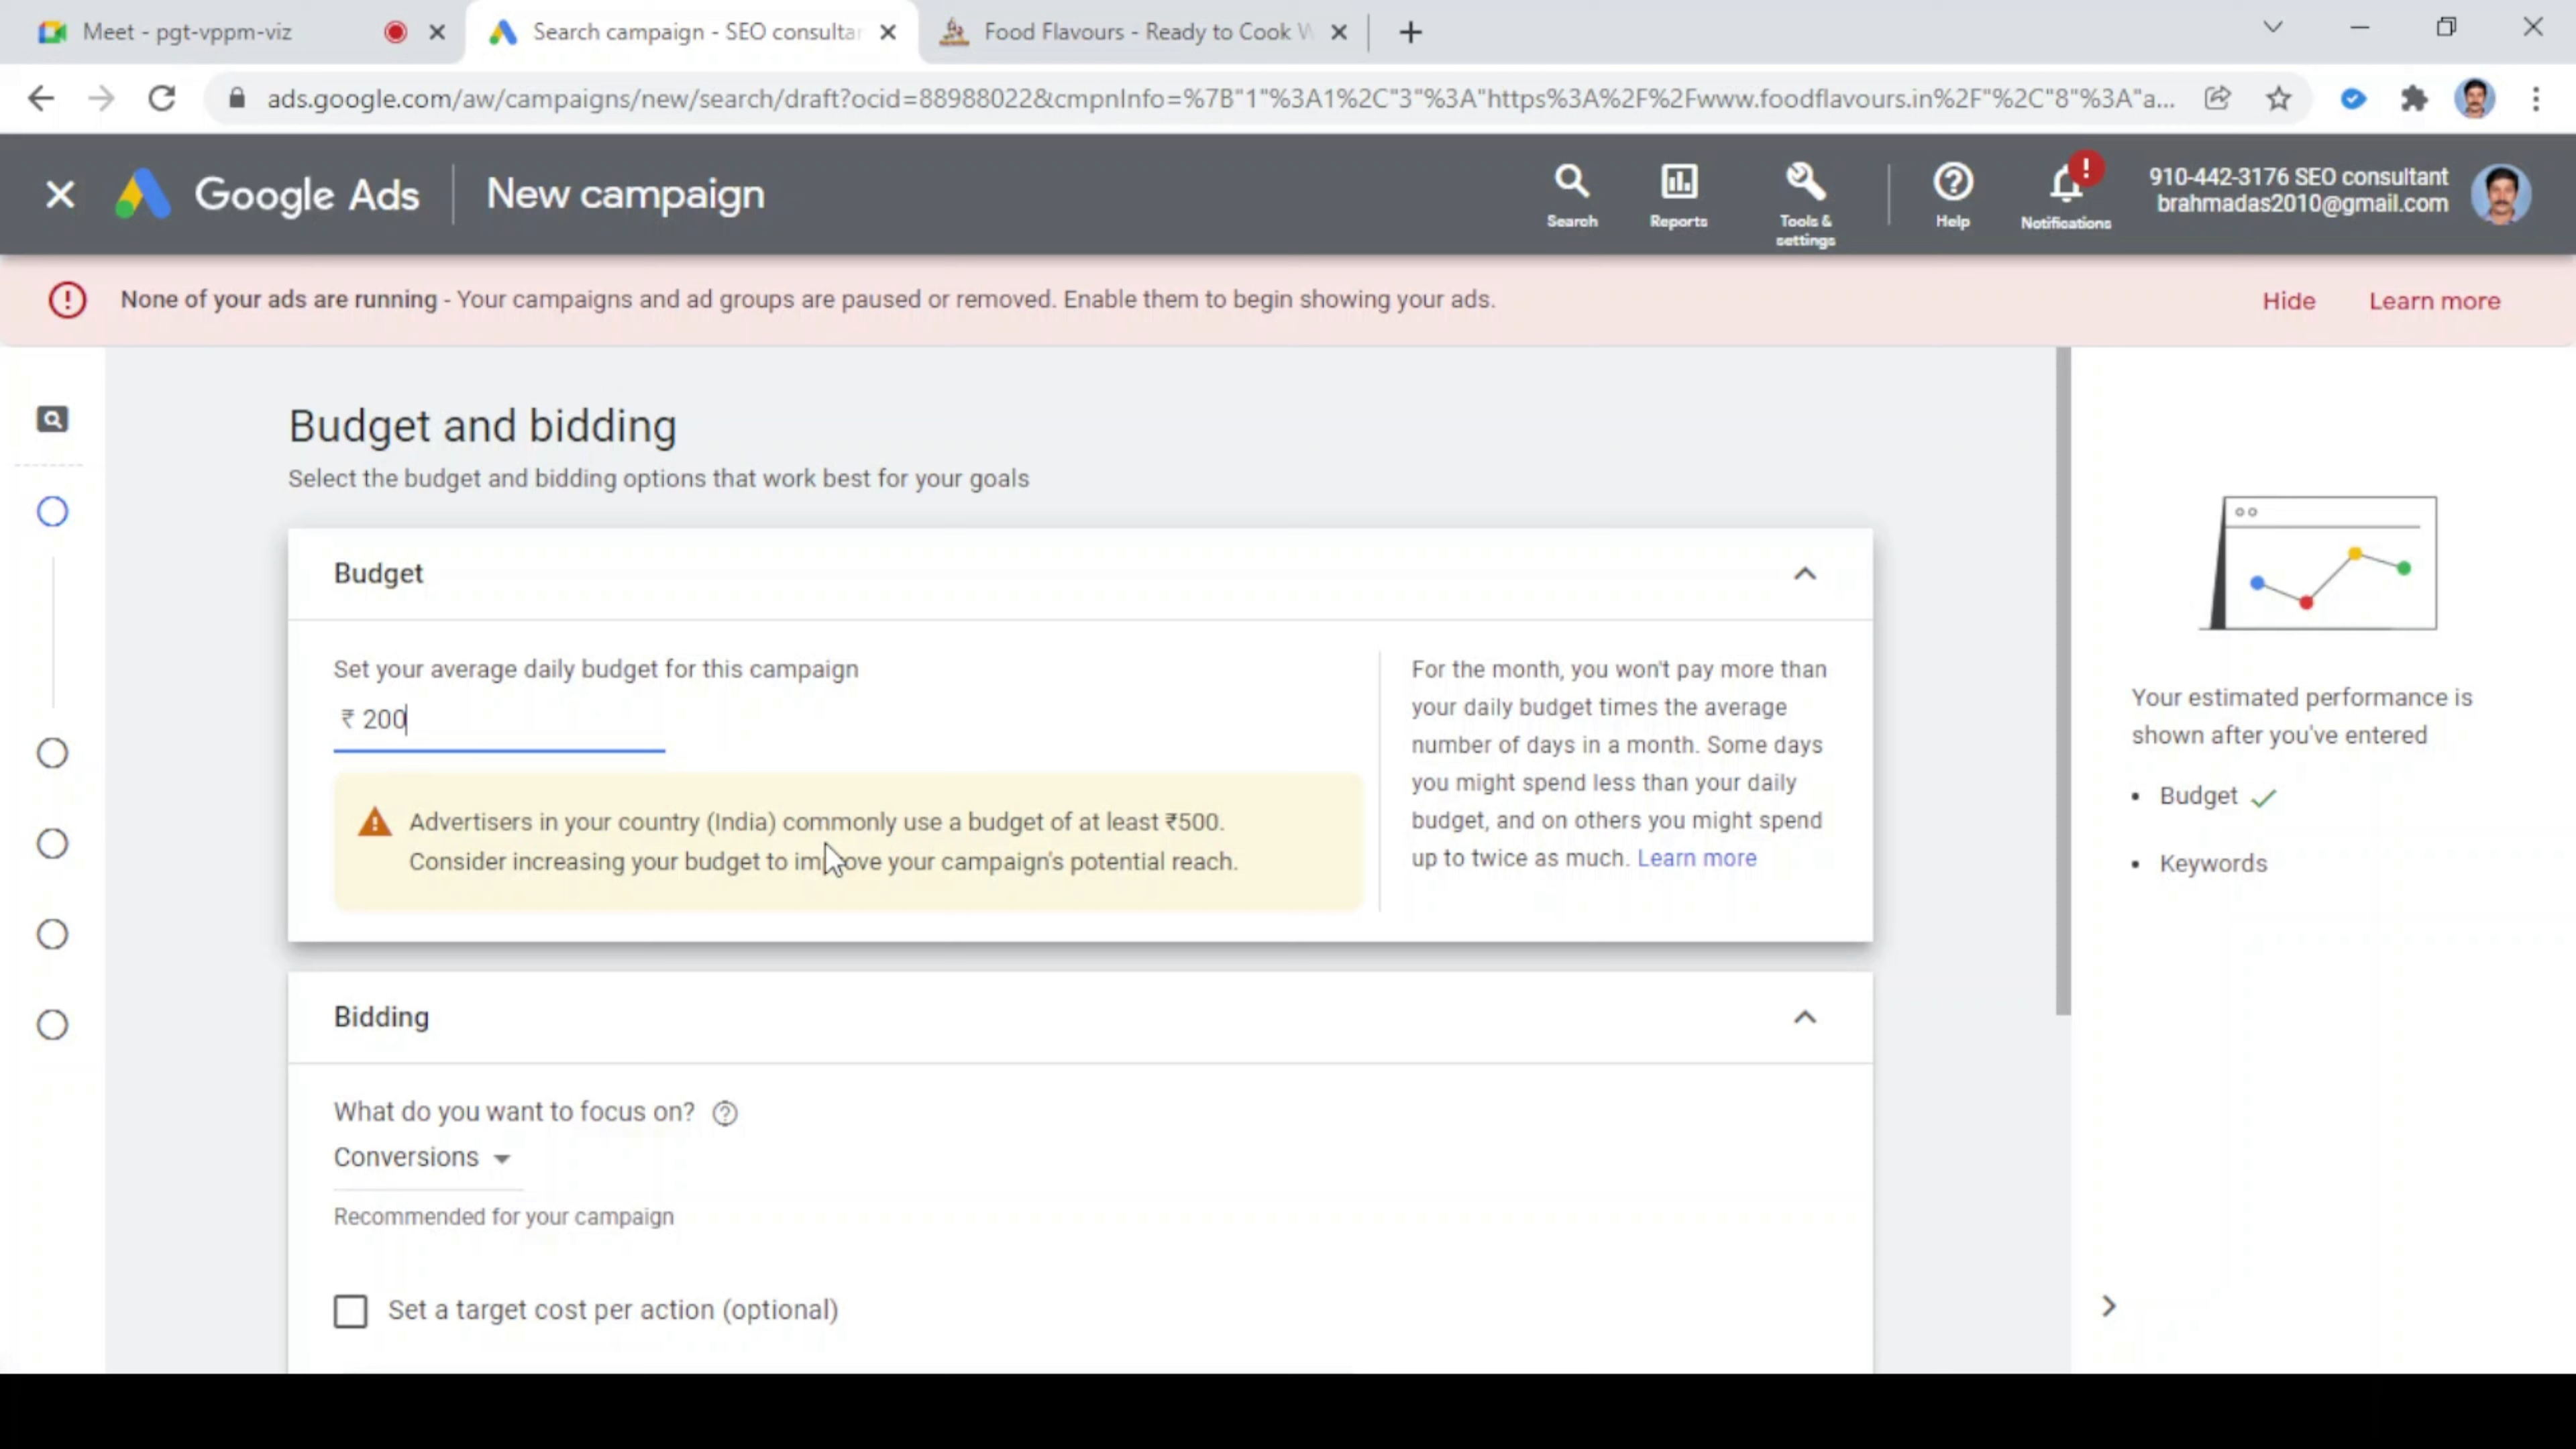 Meet - pgt-vppm-viz
Search campaign - SEO consultan
Food Flavours - Ready to Cook W
ads.google.com/aw/campaigns/new/search/draft?ocid=88988022&cmpnInfo=%7B"1"%3A1%2C"3"%3A"https%3A%2F%2Fwww.foodflavours.in%2F"%2C"8"%3A"a...
Google Ads
New campaign
Search
Reports
Tools &
settings
Help
Notifications
910-442-3176 SEO consultant
brahmadas2010@gmail.com
None of your ads are running - Your campaigns and ad groups are paused or removed. Enable them to begin showing your ads.
Hide
Learn more
Budget and bidding
Select the budget and bidding options that work best for your goals
Budget
Set your average daily budget for this campaign
₹ 200
Advertisers in your country (India) commonly use a budget of at least ₹500.
Consider increasing your budget to improve your campaign's potential reach.
For the month, you won't pay more than
your daily budget times the average
number of days in a month. Some days
you might spend less than your daily
budget, and on others you might spend
up to twice as much. Learn more
Bidding
What do you want to focus on?
Conversions
Recommended for your campaign
Set a target cost per action (optional)
Your estimated performance is
shown after you've entered
• Budget
• Keywords